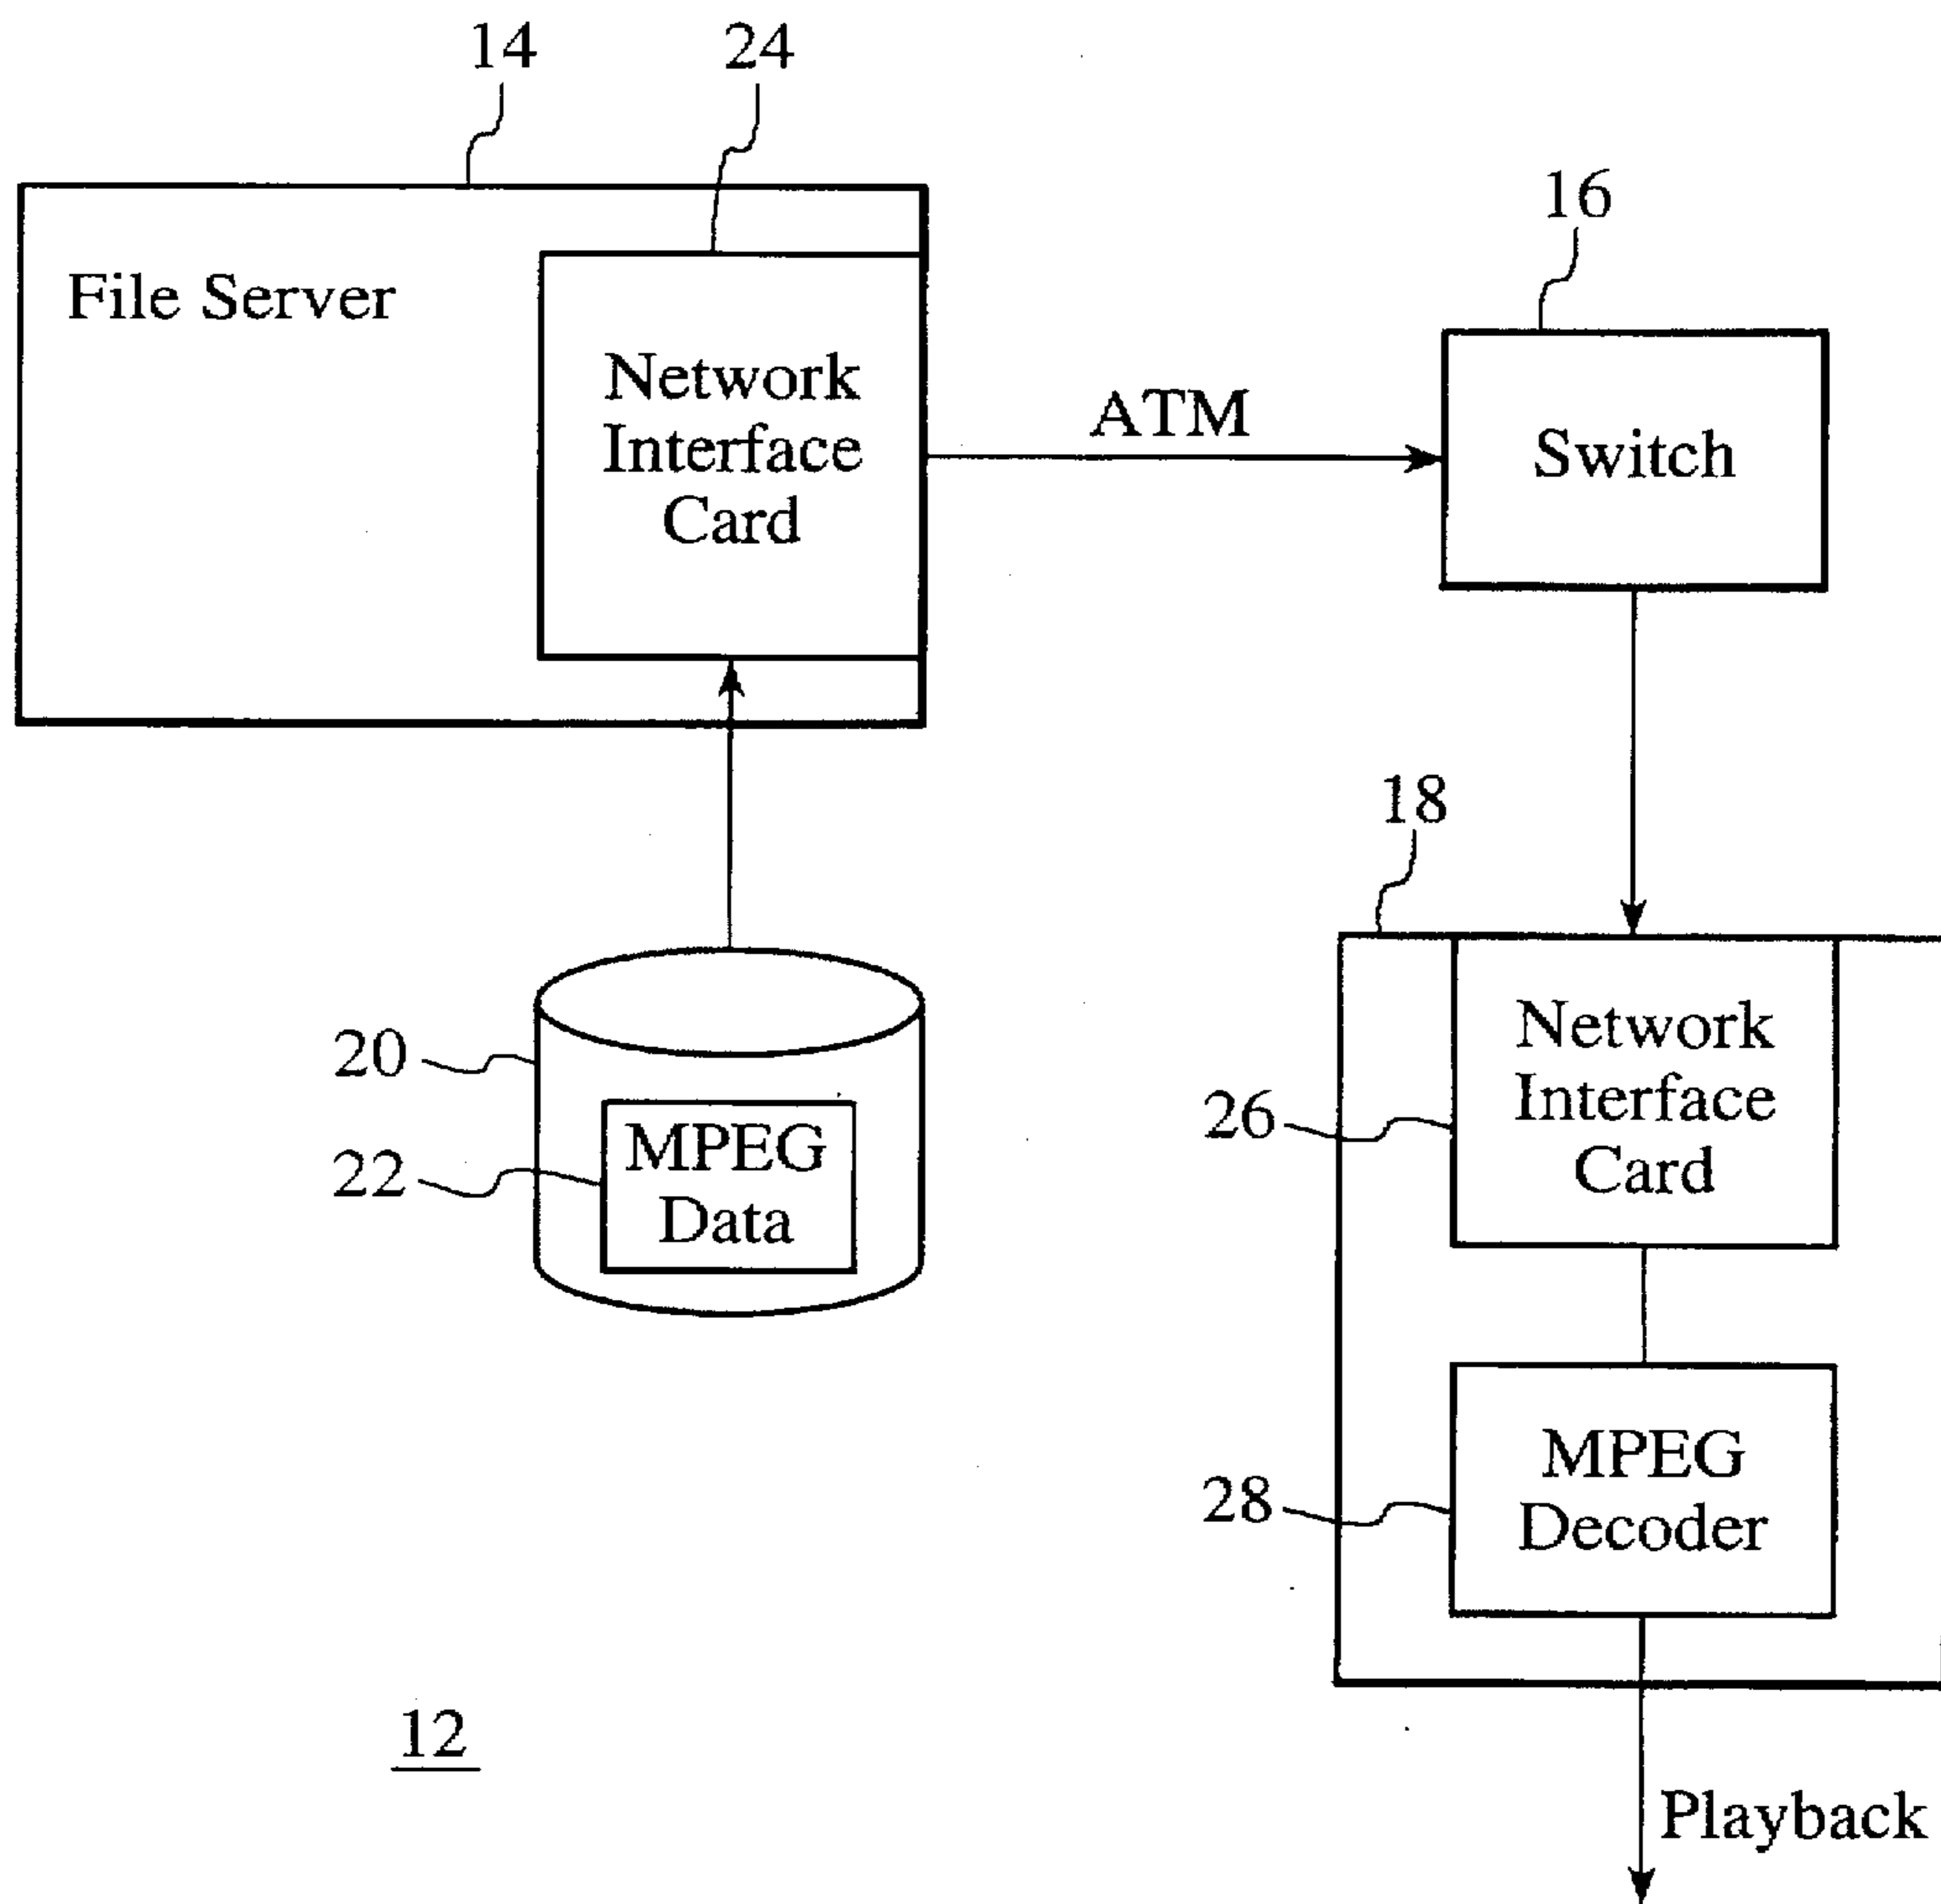 14
24
16
File Server
Network
Interface
Card
ATM
Switch
18
20
MPEG
Data
22
Network
Interface
Card
26
MPEG
Decoder
28
12
Playback